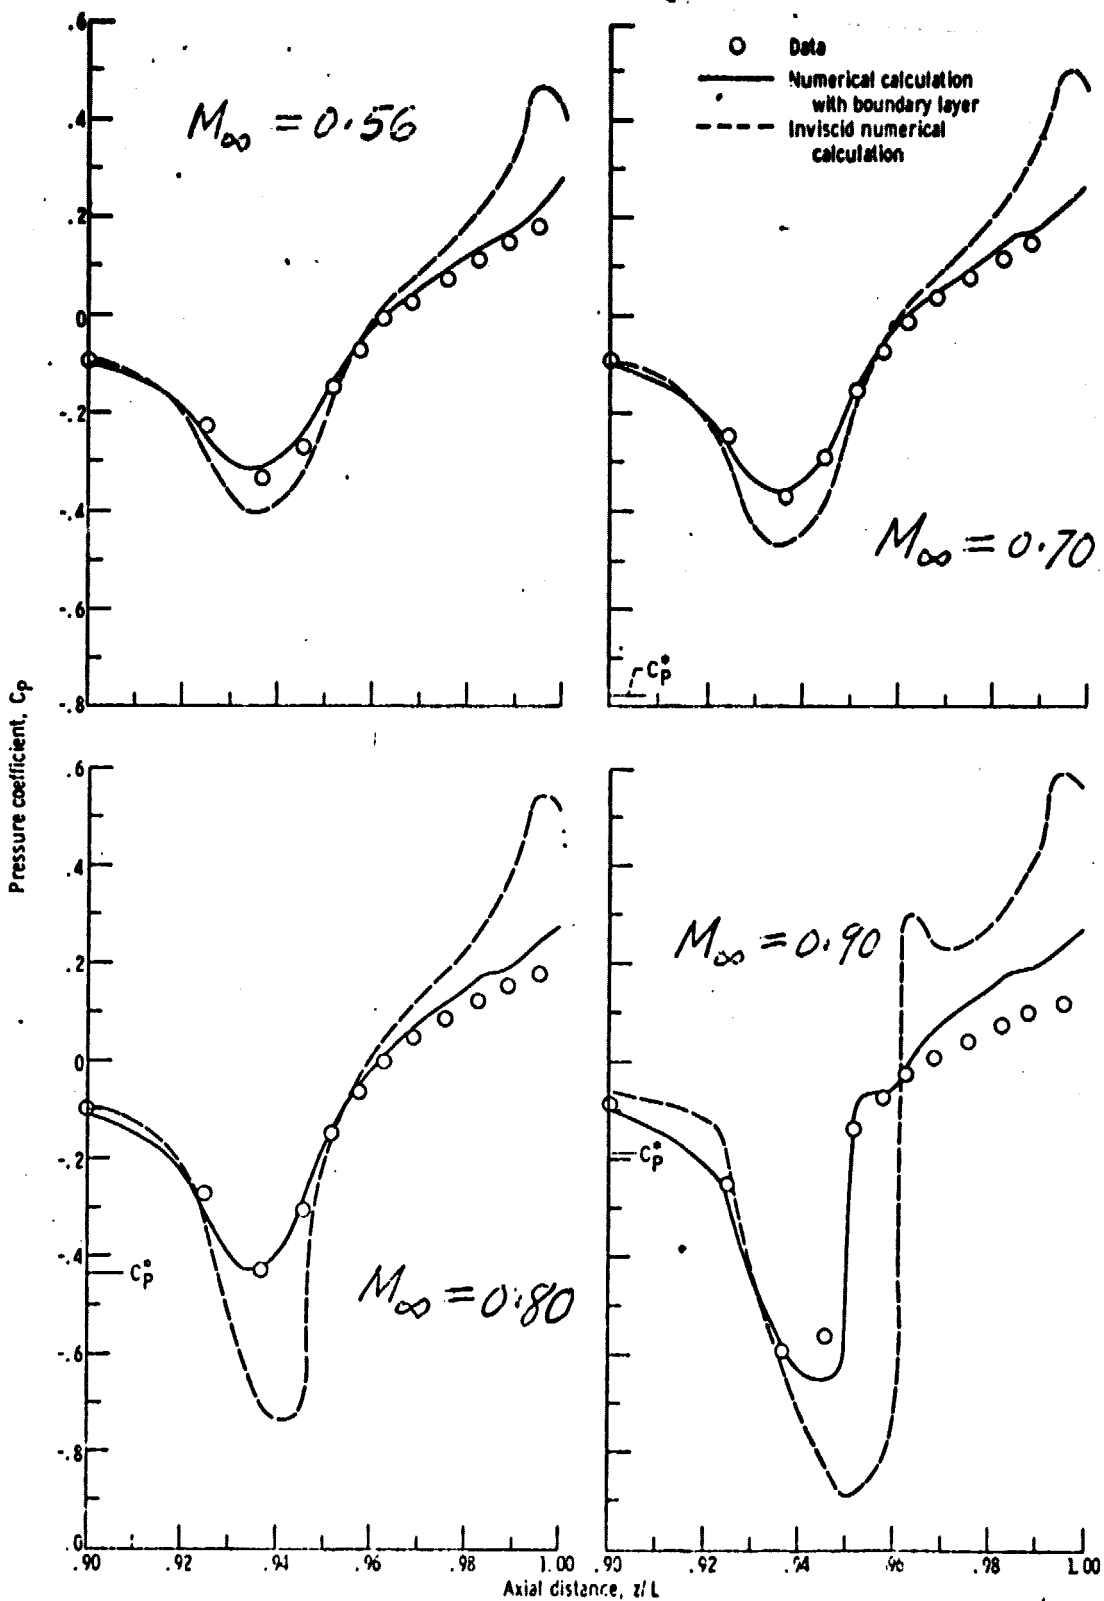 .6
.4
.2
0
-.2
-.4
-.6
-.8
M∞ = 0.56
O Data
Numerical calculation
with boundary layer
Inviscid numerical
calculation
M∞ = 0.70
C*p
Pressure coefficient, Cp
.6
.4
.2
0
-.2
-.4
-.6
-.8
.0
C*p
M∞ = 0.80
M∞ = 0.90
C*p
.90 .92 .94 .96 .98 1.00
.90 .92 .94 .96 .98 1.00
Axial distance, z/L